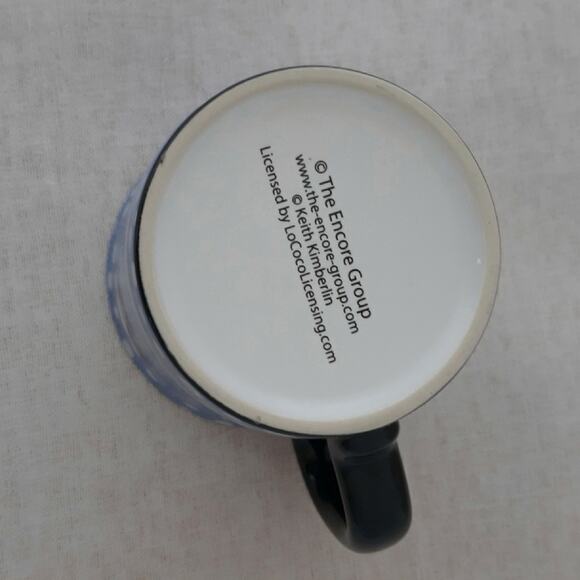 © The Encore Group
www.the-encore-group.com
© Keith Kimberlin
Licensed by LoCocoLicensing.com